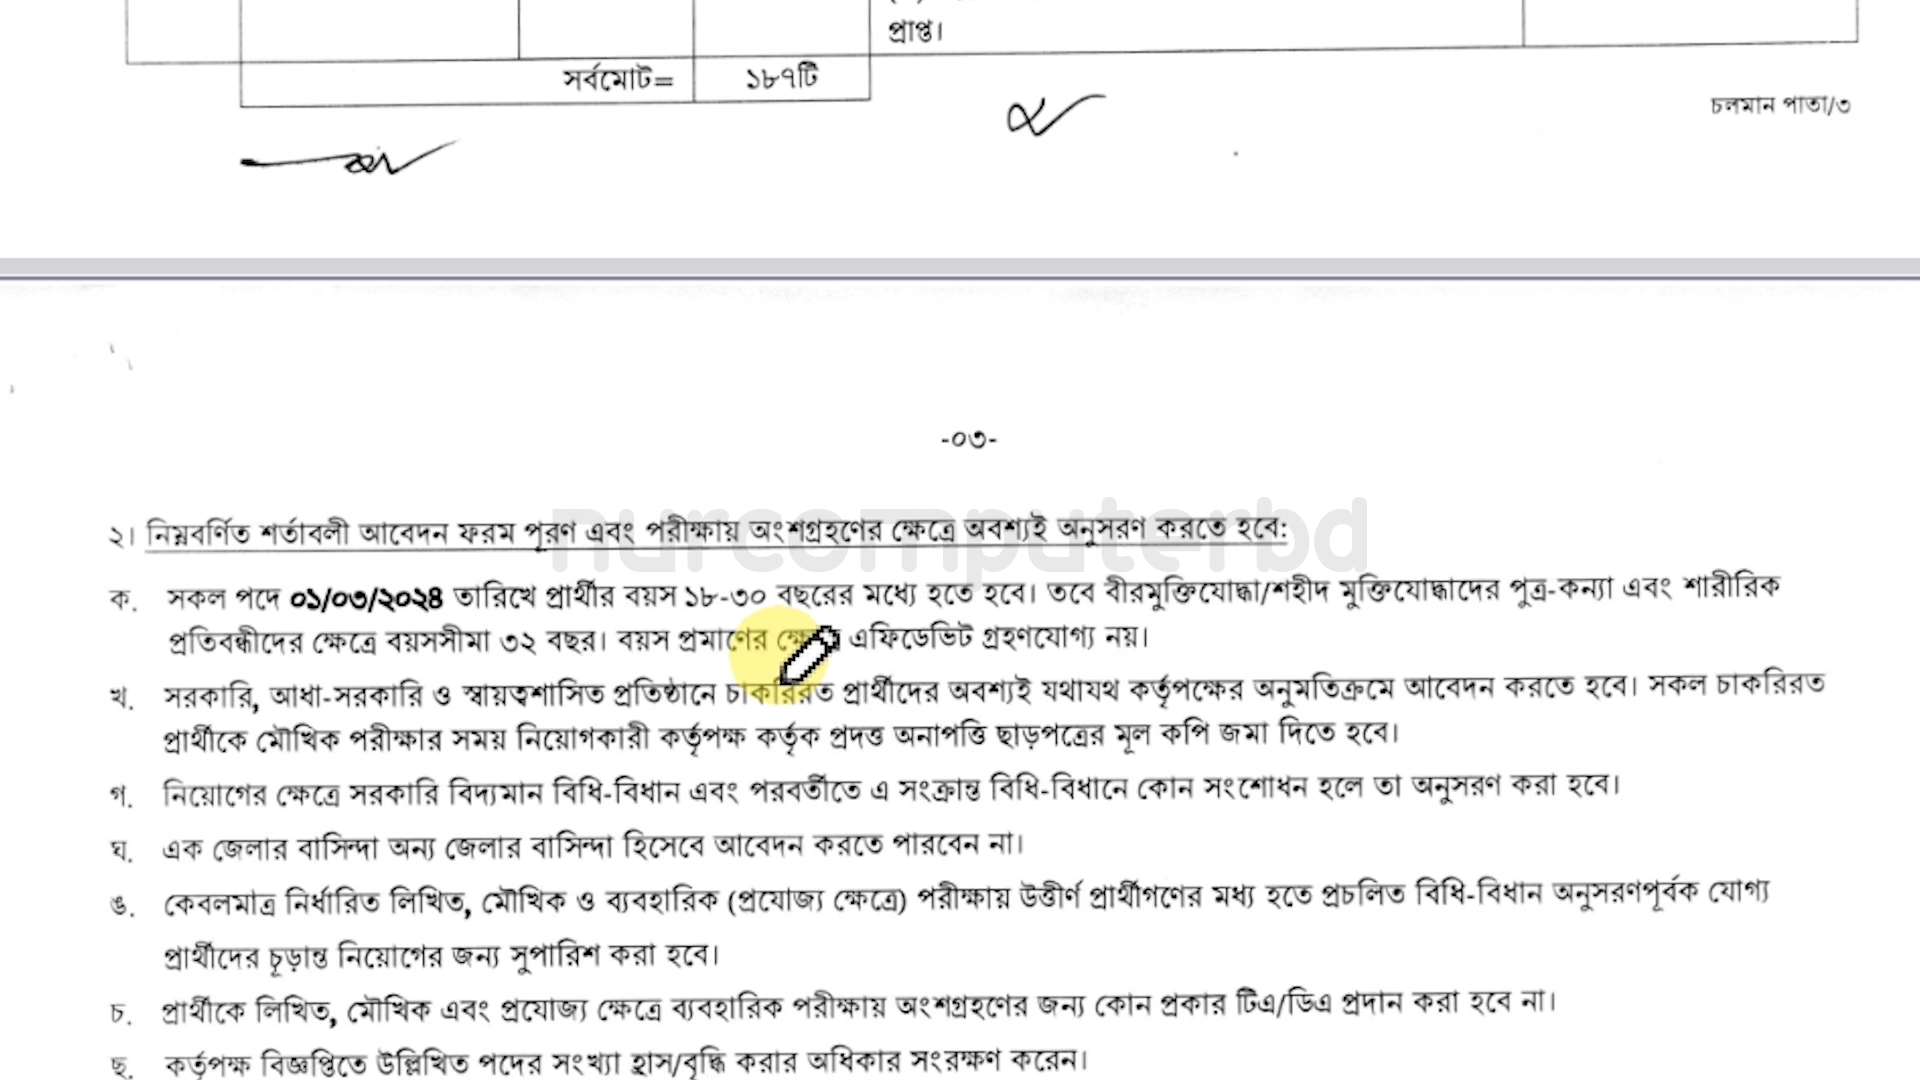 প্রাপ্ত।
সর্বমোট= ১৮৭টি
চলমান পাতা/৩
-০৩-
২। নিম্নবর্ণিত শর্তাবলী আবেদন ফরম পূরণ এবং পরীক্ষায় অংশগ্রহণের ক্ষেত্রে অবশ্যই অনুসরণ করতে হবে:
nurcomputerbd
ক. সকল পদে ০১/০৩/২০২৪ তারিখে প্রার্থীর বয়স ১৮-৩০ বছরের মধ্যে হতে হবে। তবে বীরমুক্তিযোদ্ধা/শহীদ মুক্তিযোদ্ধাদের পুত্র-কন্যা এবং শারীরিক
প্রতিবন্ধীদের ক্ষেত্রে বয়সসীমা ৩২ বছর। বয়স প্রমাণের এফিডেভিট গ্রহণযোগ্য নয়।
খ. সরকারি, আধা-সরকারি ও স্বায়ত্বশাসিত প্রতিষ্ঠানে চাকরিরত প্রার্থীদের অবশ্যই যথাযথ কর্তৃপক্ষের অনুমতিক্রমে আবেদন করতে হবে। সকল চাকরিরত
প্রার্থীকে মৌখিক পরীক্ষার সময় নিয়োগকারী কর্তৃপক্ষ কর্তৃক প্রদত্ত অনাপত্তি ছাড়পত্রের মূল কপি জমা দিতে হবে।
গ. নিয়োগের ক্ষেত্রে সরকারি বিদ্যমান বিধি-বিধান এবং পরবর্তীতে এ সংক্রান্ত বিধি-বিধানে কোন সংশোধন হলে তা অনুসরণ করা হবে।
ঘ. এক জেলার বাসিন্দা অন্য জেলার বাসিন্দা হিসেবে আবেদন করতে পারবেন না।
ঙ. কেবলমাত্র নির্ধারিত লিখিত, মৌখিক ও ব্যবহারিক (প্রযোজ্য ক্ষেত্রে) পরীক্ষায় উত্তীর্ণ প্রার্থীগণের মধ্য হতে প্রচলিত বিধি-বিধান অনুসরণপূর্বক যোগ্য
প্রার্থীদের চূড়ান্ত নিয়োগের জন্য সুপারিশ করা হবে।
চ. প্রার্থীকে লিখিত, মৌখিক এবং প্রযোজ্য ক্ষেত্রে ব্যবহারিক পরীক্ষায় অংশগ্রহণের জন্য কোন প্রকার টিএ/ডিএ প্রদান করা হবে না।
ছ. কর্তৃপক্ষ বিজ্ঞপ্তিতে উল্লিখিত পদের সংখ্যা হ্রাস/বৃদ্ধি করার অধিকার সংরক্ষণ করেন।